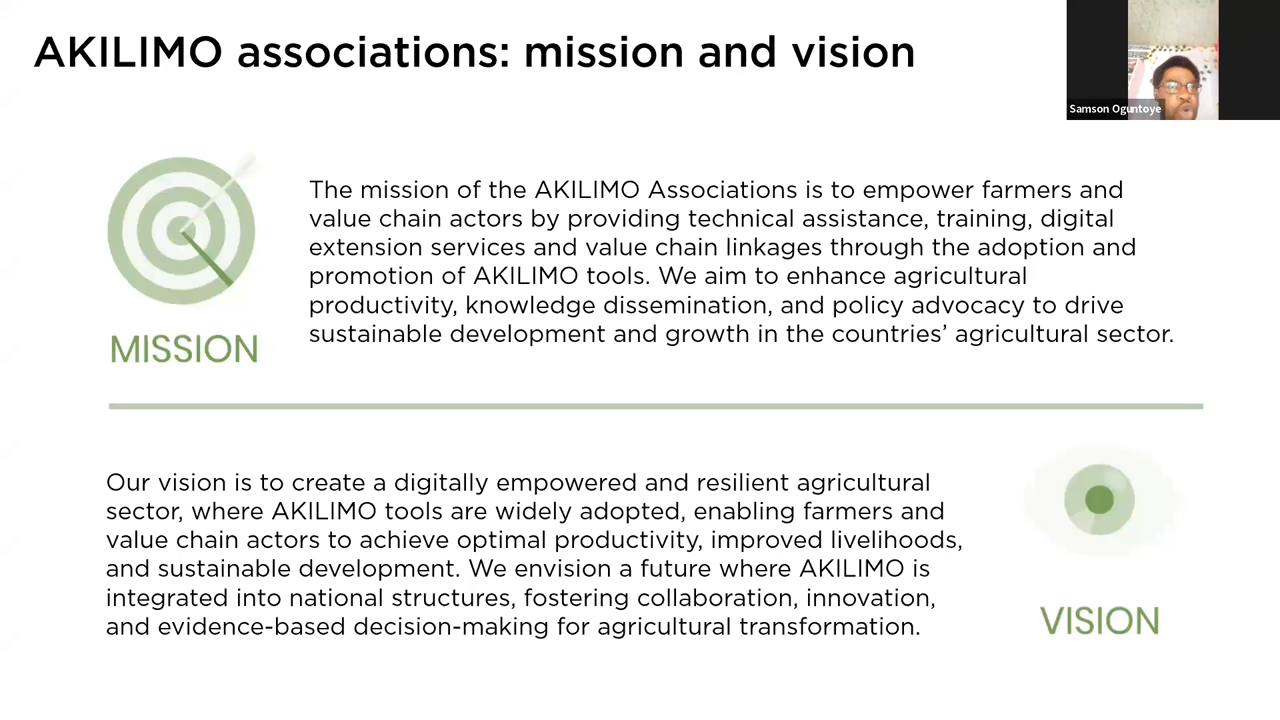 AKILIMO associations: mission and vision
Samson Oguntoye
The mission of the AKILIMO Associations is to empower farmers and
value chain actors by providing technical assistance, training, digital
extension services and value chain linkages through the adoption and
promotion of AKILIMO tools. We aim to enhance agricultural
productivity, knowledge dissemination, and policy advocacy to drive
sustainable development and growth in the countries’ agricultural sector.
MISSION
Our vision is to create a digitally empowered and resilient agricultural
sector, where AKILIMO tools are widely adopted, enabling farmers and
value chain actors to achieve optimal productivity, improved livelihoods,
and sustainable development. We envision a future where AKILIMO is
integrated into national structures, fostering collaboration, innovation,
and evidence-based decision-making for agricultural transformation.
VISION